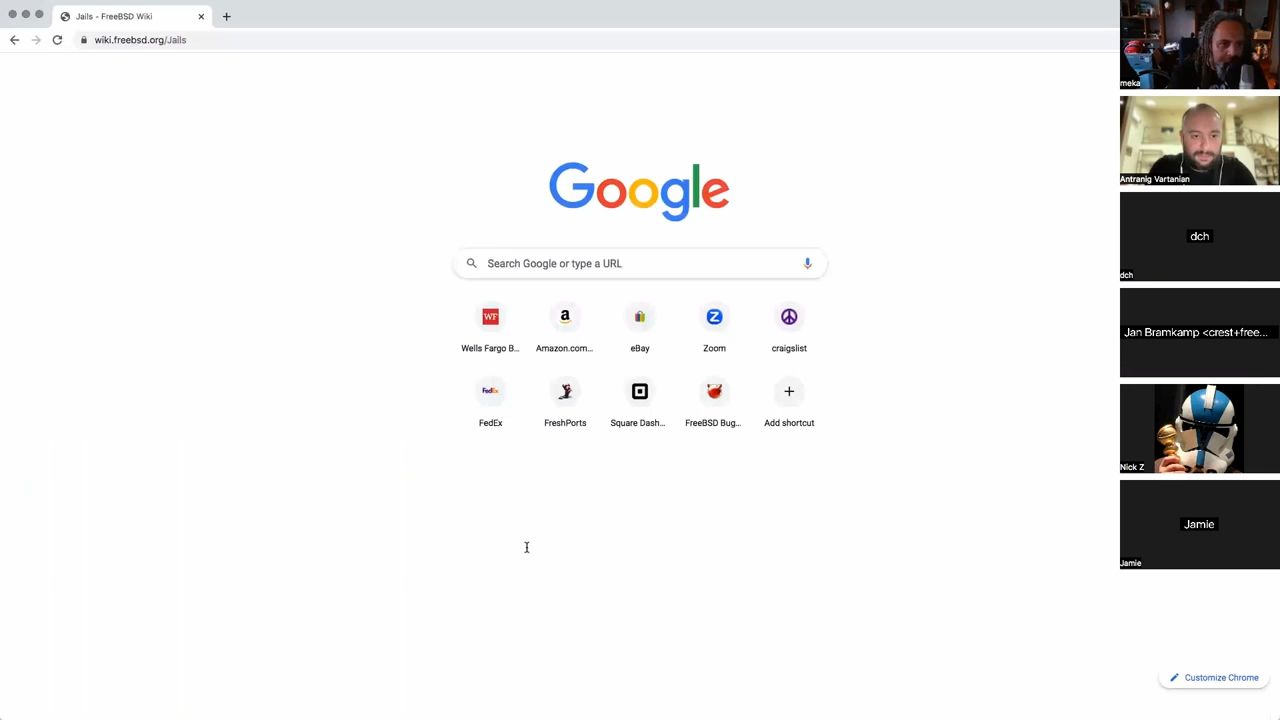 Jails - FreeBSD Wiki
wiki.freebsd.org/Jails
Google
Search Google or type a URL
WF
a
Wells Fargo B...
Amazon.com...
eBay
Zoom
craigslist
FedEx
FedEx
FreshPorts
Square Dash...
FreeBSD Bug...
Add shortcut
Customize Chrome
meka
Antranig Vartanian
dch
dch
Jan Bramkamp <crest+free...
Nick Z
Jamie
Jamie